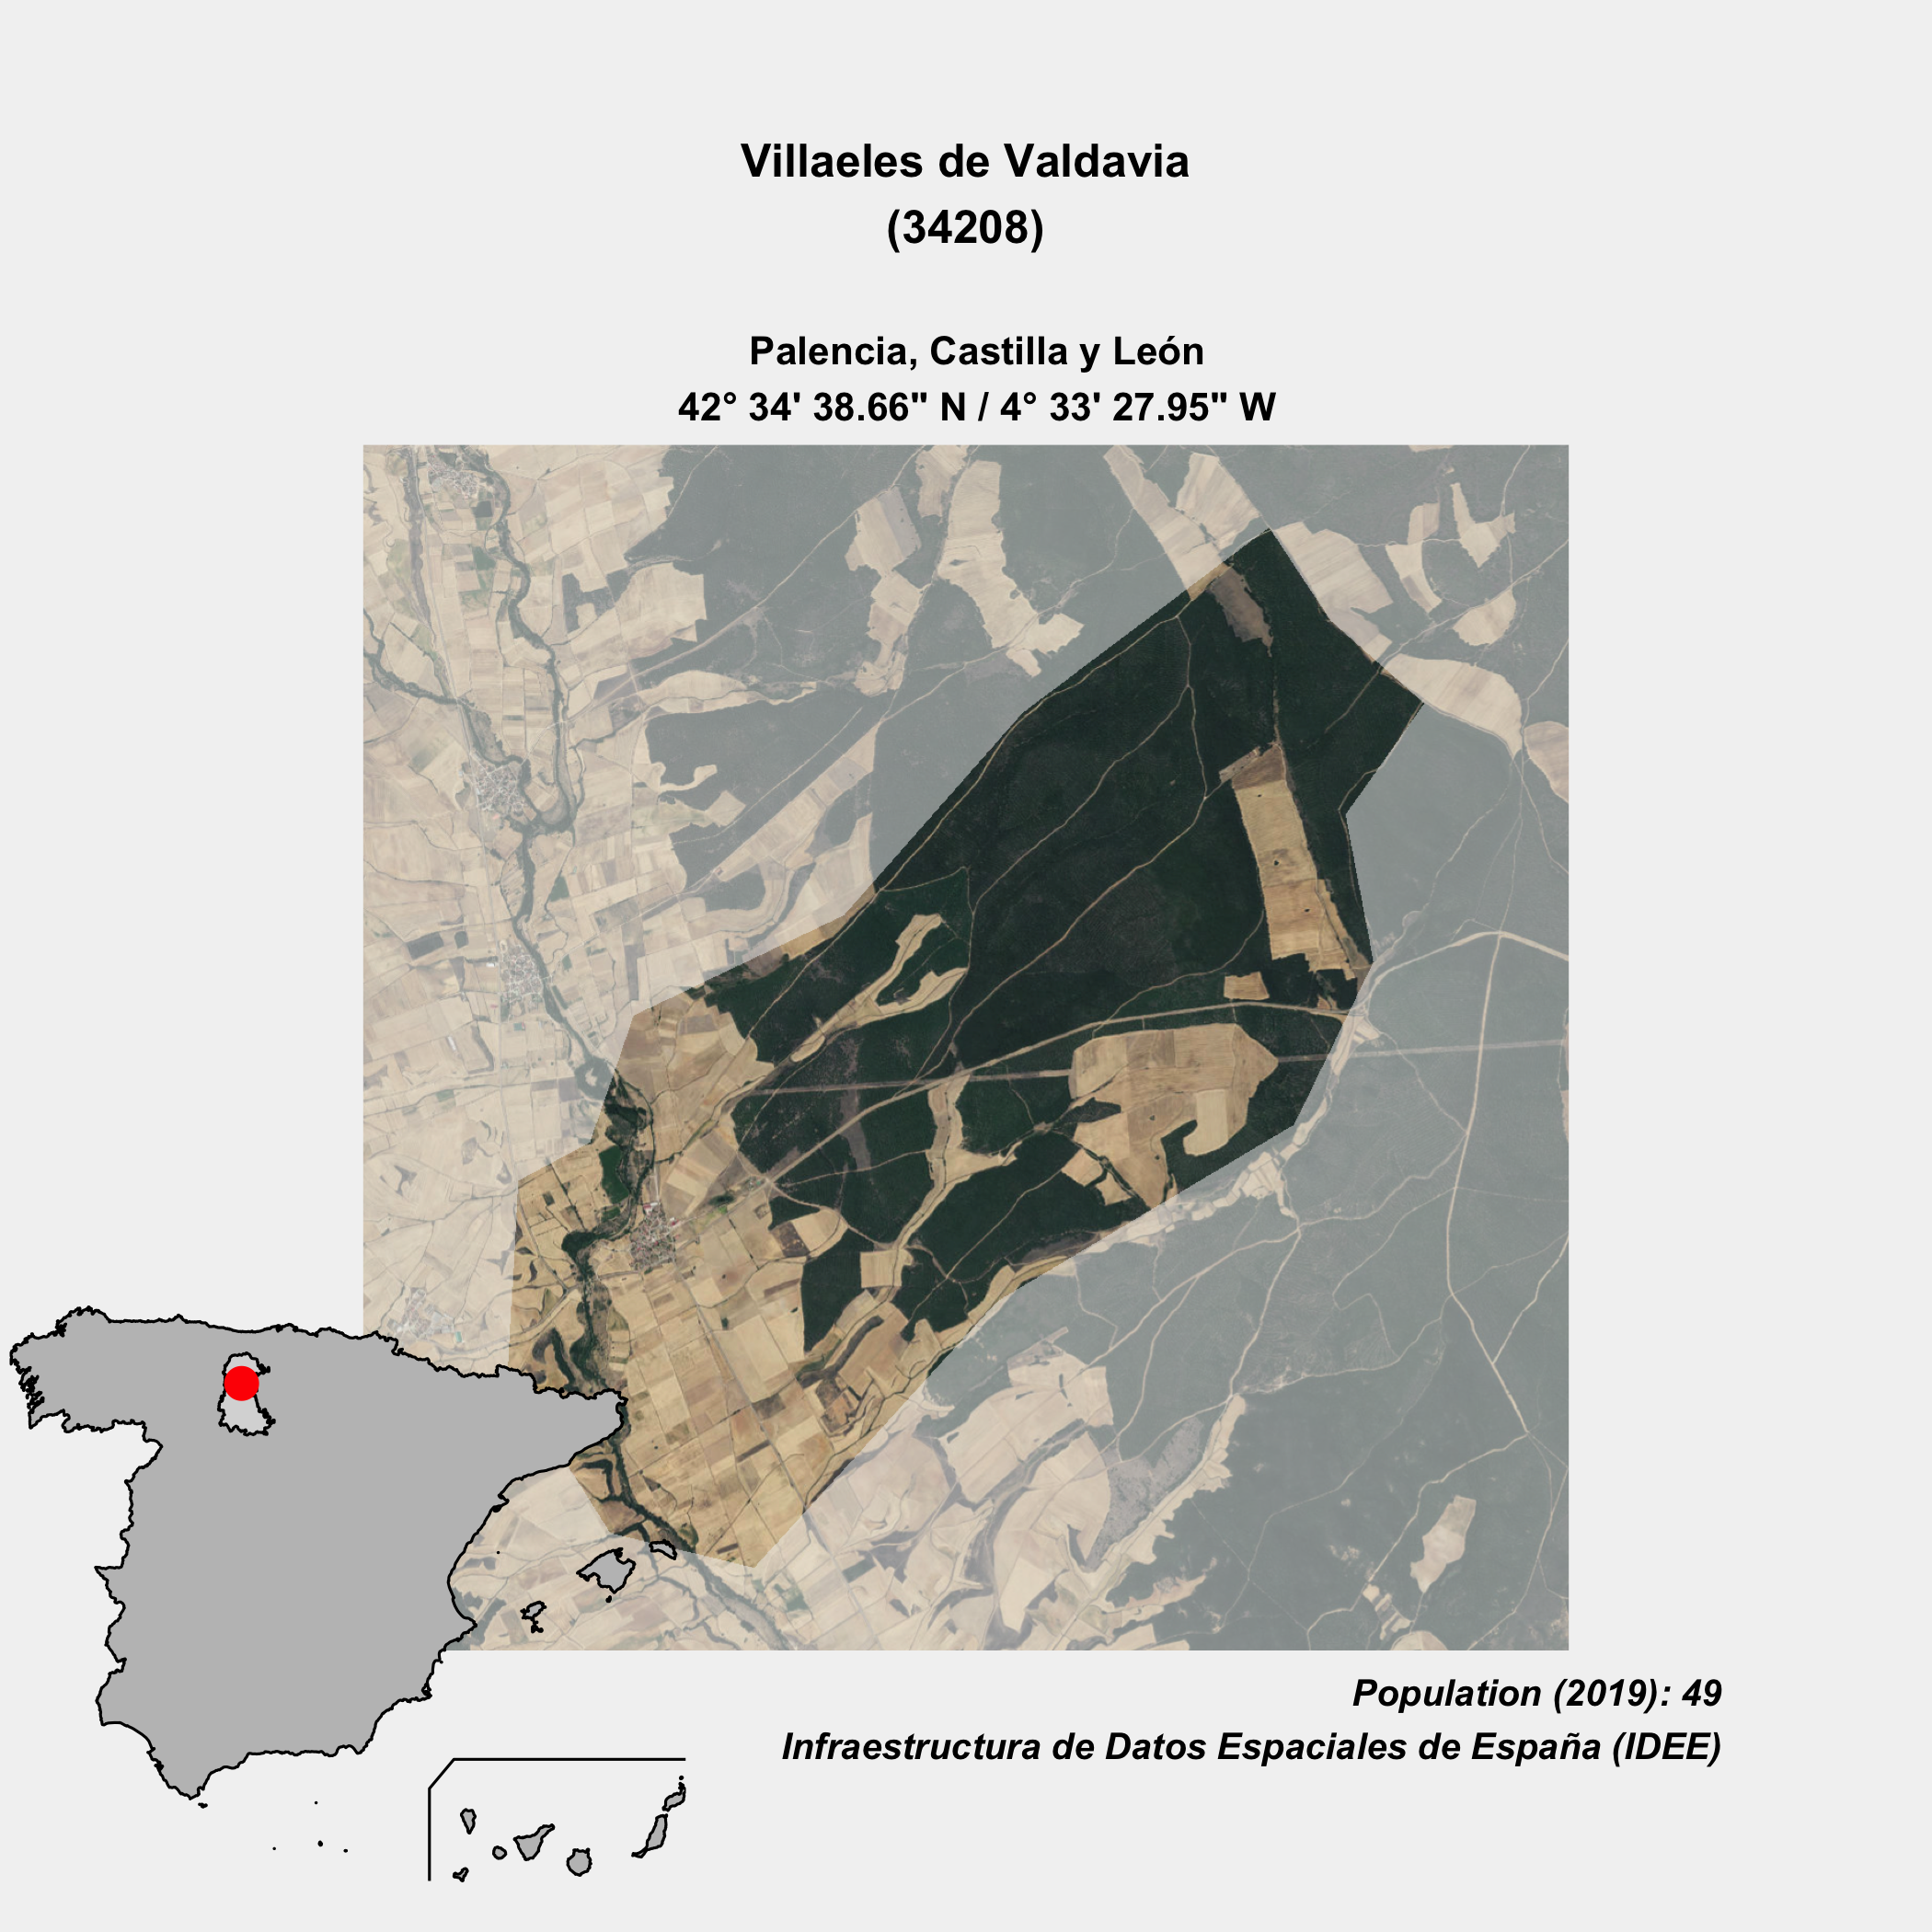 Villaeles de Valdavia
(34208)
Palencia, Castilla y León
42° 34' 38.66" N / 4° 33' 27.95" W
Population (2019): 49
Infraestructura de Datos Espaciales de España (IDEE)